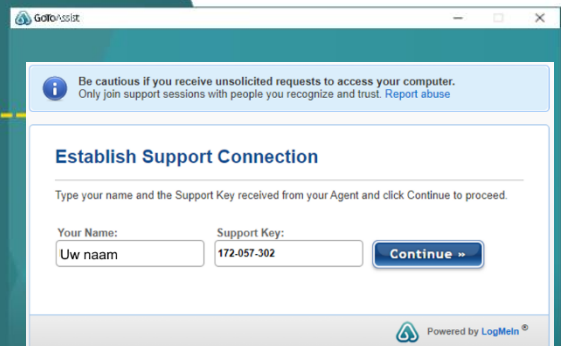 GoToAssist
Be cautious if you receive unsolicited requests to access your computer.
Only join support sessions with people you recognize and trust. Report abuse
Establish Support Connection
Type your name and the Support Key received from your Agent and click Continue to proceed.
Your Name: Support Key:
Uw naam 172-057-302 Continue »
Powered by LogMeIn ®